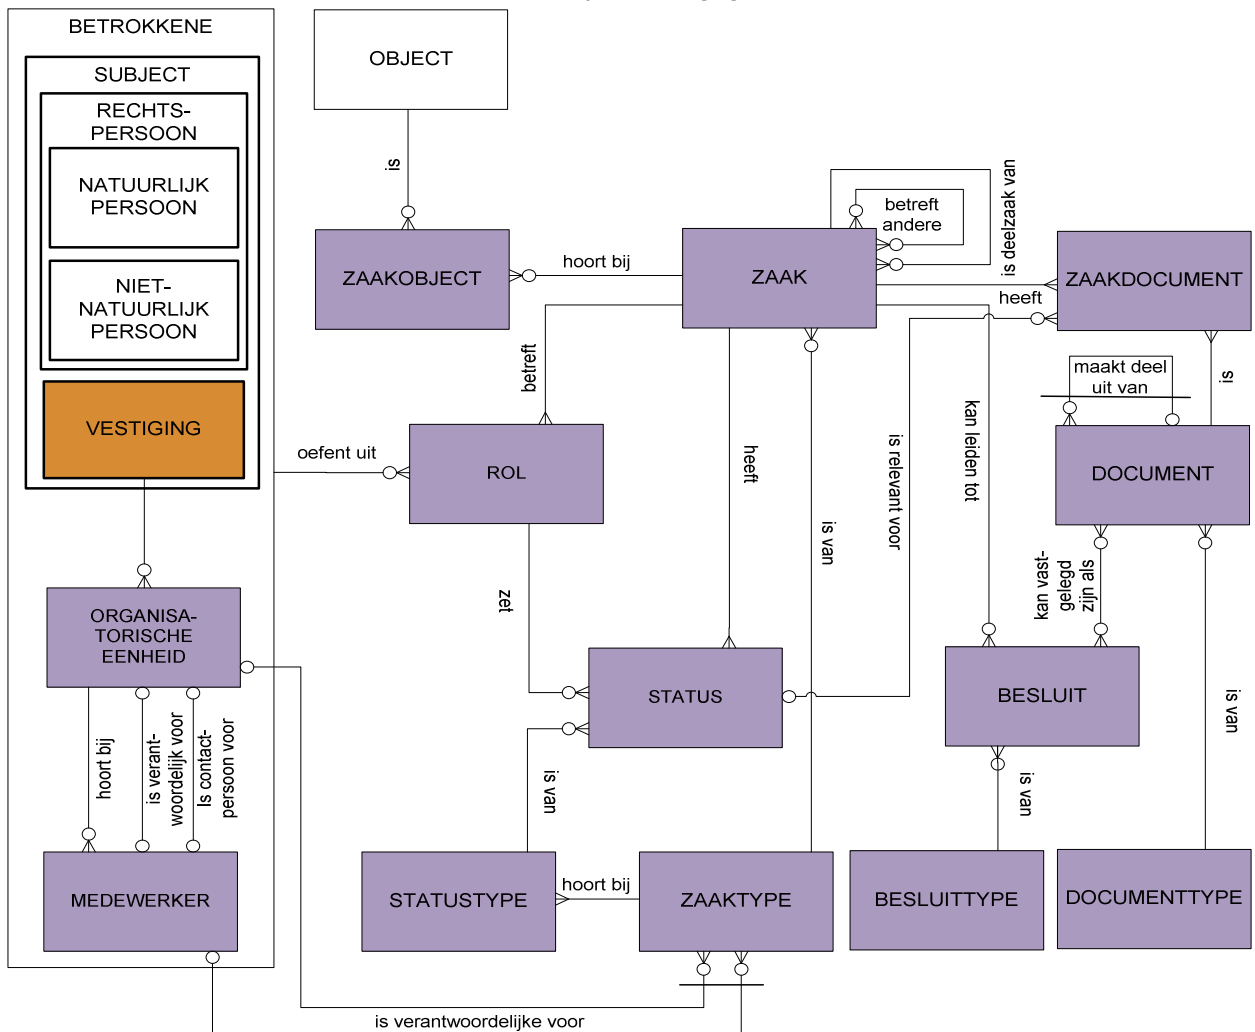 BETROKKENE
SUBJECT
RECHTS-
PERSOON
NATUURLIJK
PERSOON
NIET-
NATUURLIJK
PERSOON
VESTIGING
ORGANISA-
TORISCHE
EENHEID
hoort bij
is verant-
woordelijk voor
Is contact-
persoon voor
MEDEWERKER
OBJECT
is
ZAAKOBJECT
hoort bij
ZAAK
betreft
andere
is deelzaak van
ZAAKDOCUMENT
heeft
is
maakt deel
uit van
DOCUMENT
betreft
oefent uit
ROL
heeft
is van
is relevant voor
kan leiden tot
kan vast-
gelegd
zijn als
zet
STATUS
BESLUIT
is van
is van
is van
STATUSTYPE
hoort bij
ZAAKTYPE
BESLUITTYPE
DOCUMENTTYPE
is verantwoordelijke voor